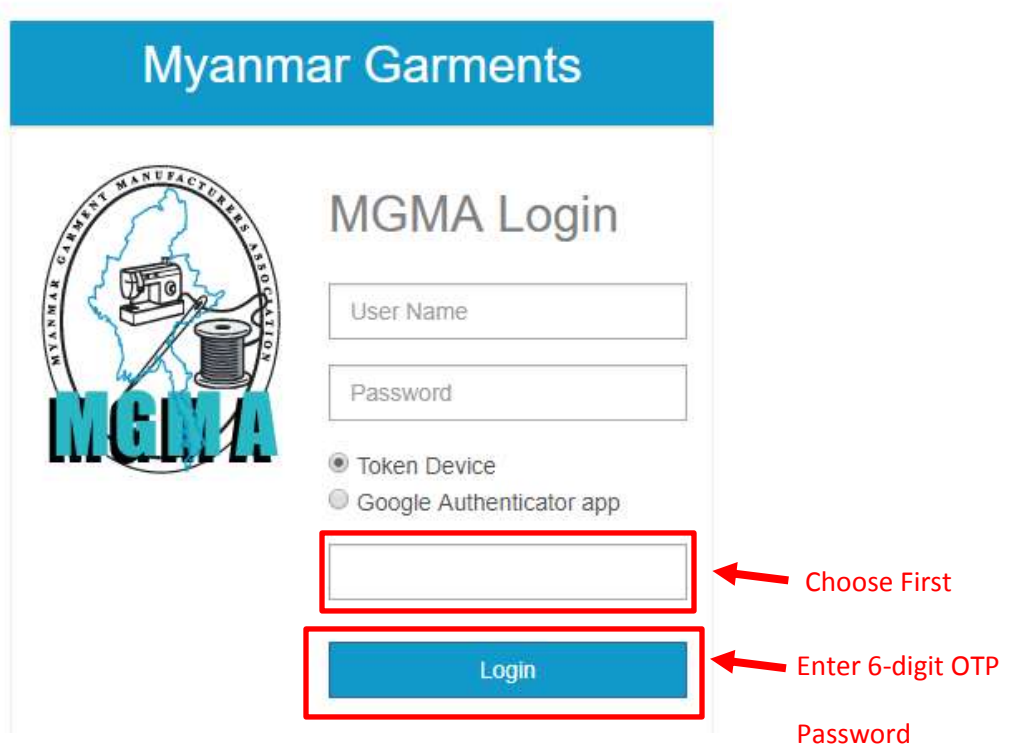 Myanmar Garments
MYANMAR GARMENT MANUFACTURERS ASSOCIATION
MGMA
MGMA Login
User Name
Password
Token Device
Google Authenticator app
Choose First
Login
Enter 6-digit OTP
Password